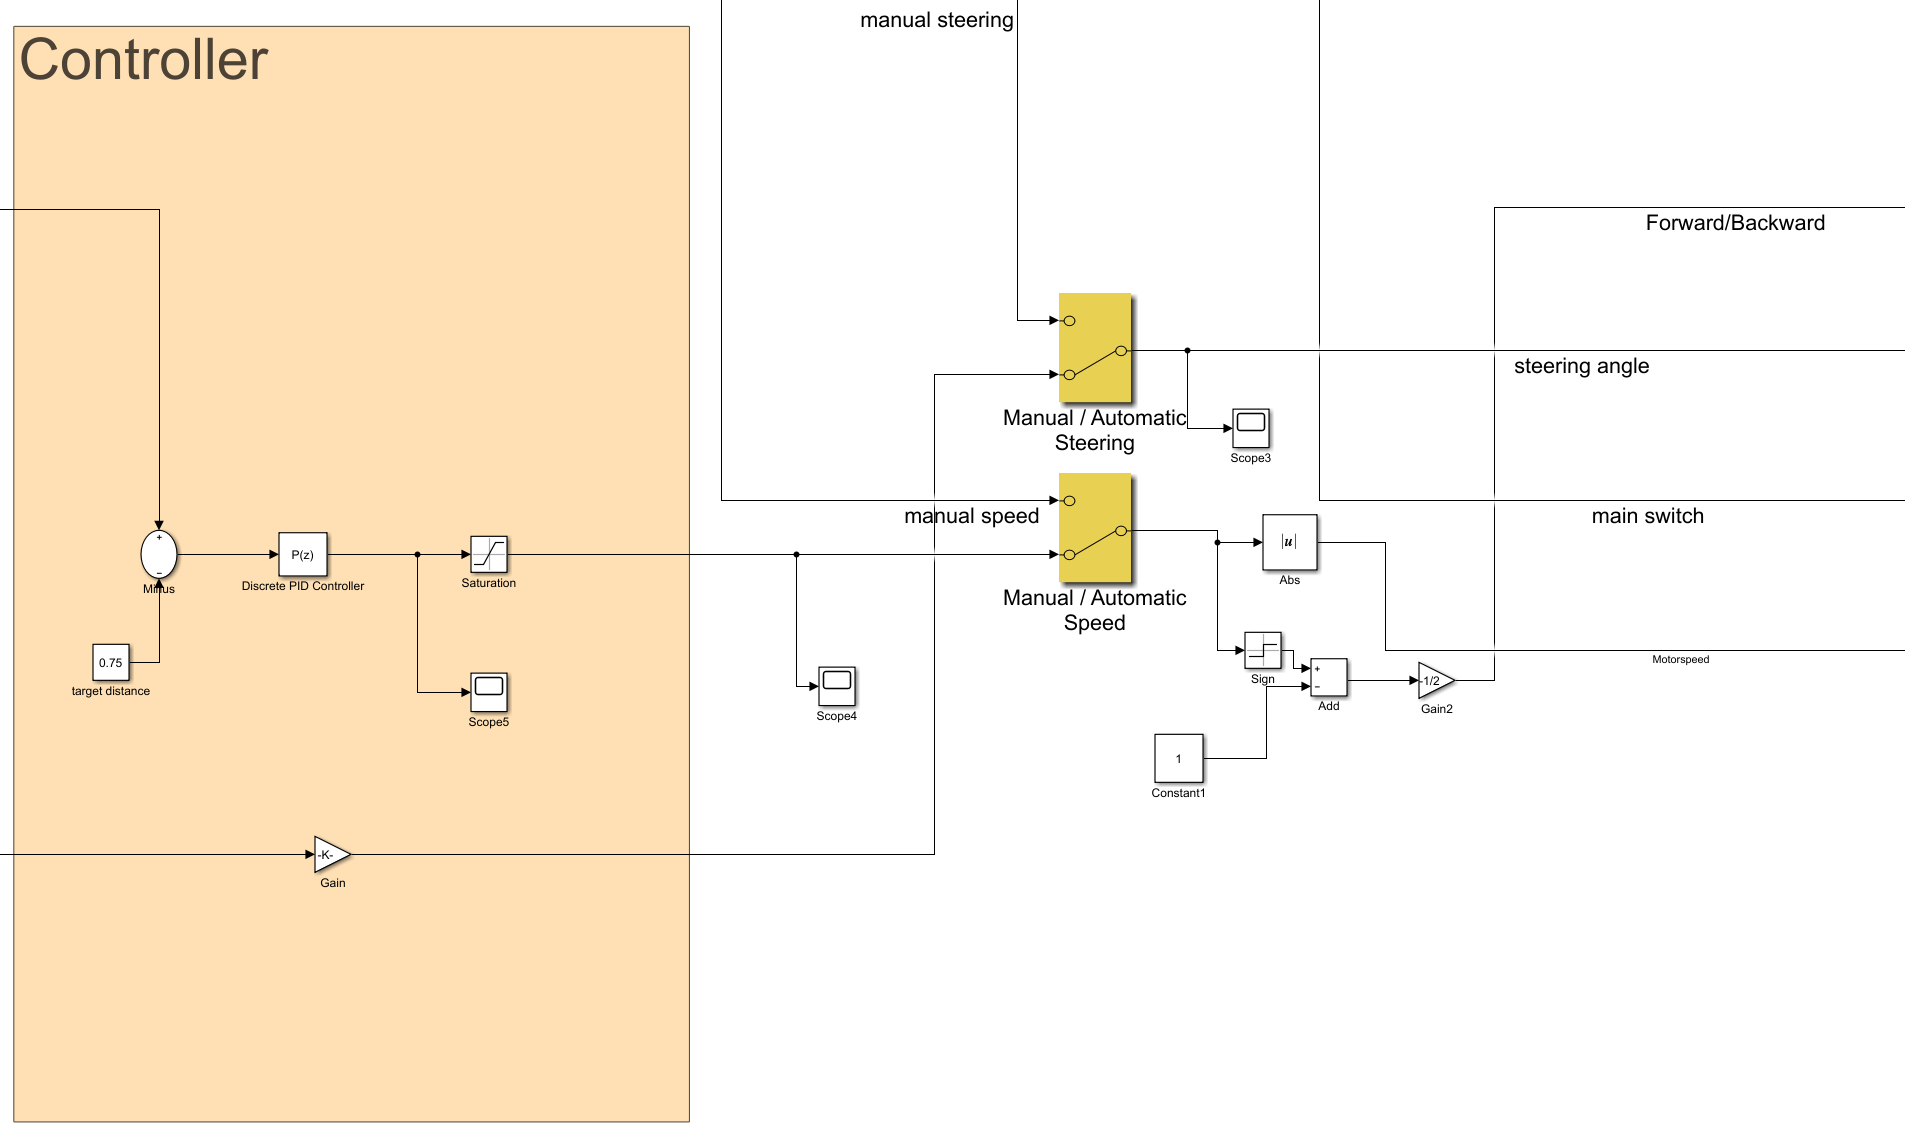 manual steering
Controller
Forward/Backward
steering angle
Manual / Automatic
Steering
Scope3
manual speed
main switch
+
−
Minus
P(z)
Discrete PID Controller
Saturation
|u|
Abs
Manual / Automatic
Speed
0.75
target distance
Scope5
Scope4
Sign
+
−
Add
-1/2
Gain2
Motorspeed
1
Constant1
-K-
Gain